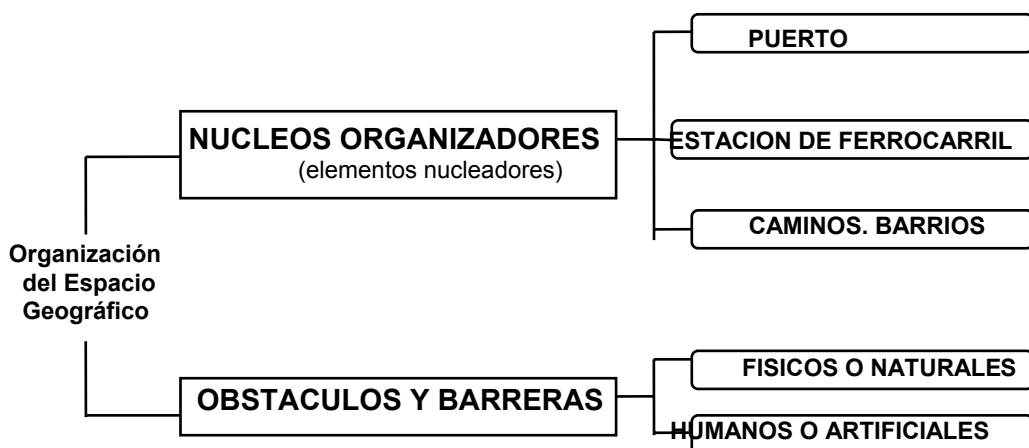 PUERTO
NUCLEOS ORGANIZADORES
(elementos nucleadores)
ESTACION DE FERROCARRIL
CAMINOS. BARRIOS
Organización
del Espacio
Geográfico
FISICOS O NATURALES
OBSTACULOS Y BARRERAS
HUMANOS O ARTIFICIALES